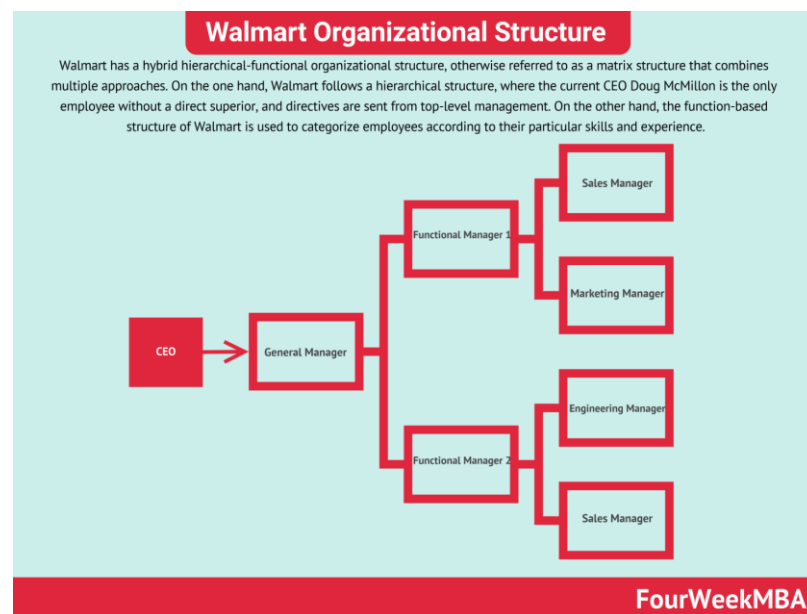 Walmart Organizational Structure
Walmart has a hybrid hierarchical-functional organizational structure, otherwise referred to as a matrix structure that combines
multiple approaches. On the one hand, Walmart follows a hierarchical structure, where the current CEO Doug McMillon is the only
employee without a direct superior, and directives are sent from top-level management. On the other hand, the function-based
structure of Walmart is used to categorize employees according to their particular skills and experience.
Sales Manager
Functional Manager 1
Marketing Manager
CEO
General Manager
Engineering Manager
Functional Manager 2
Sales Manager
FourWeekMBA